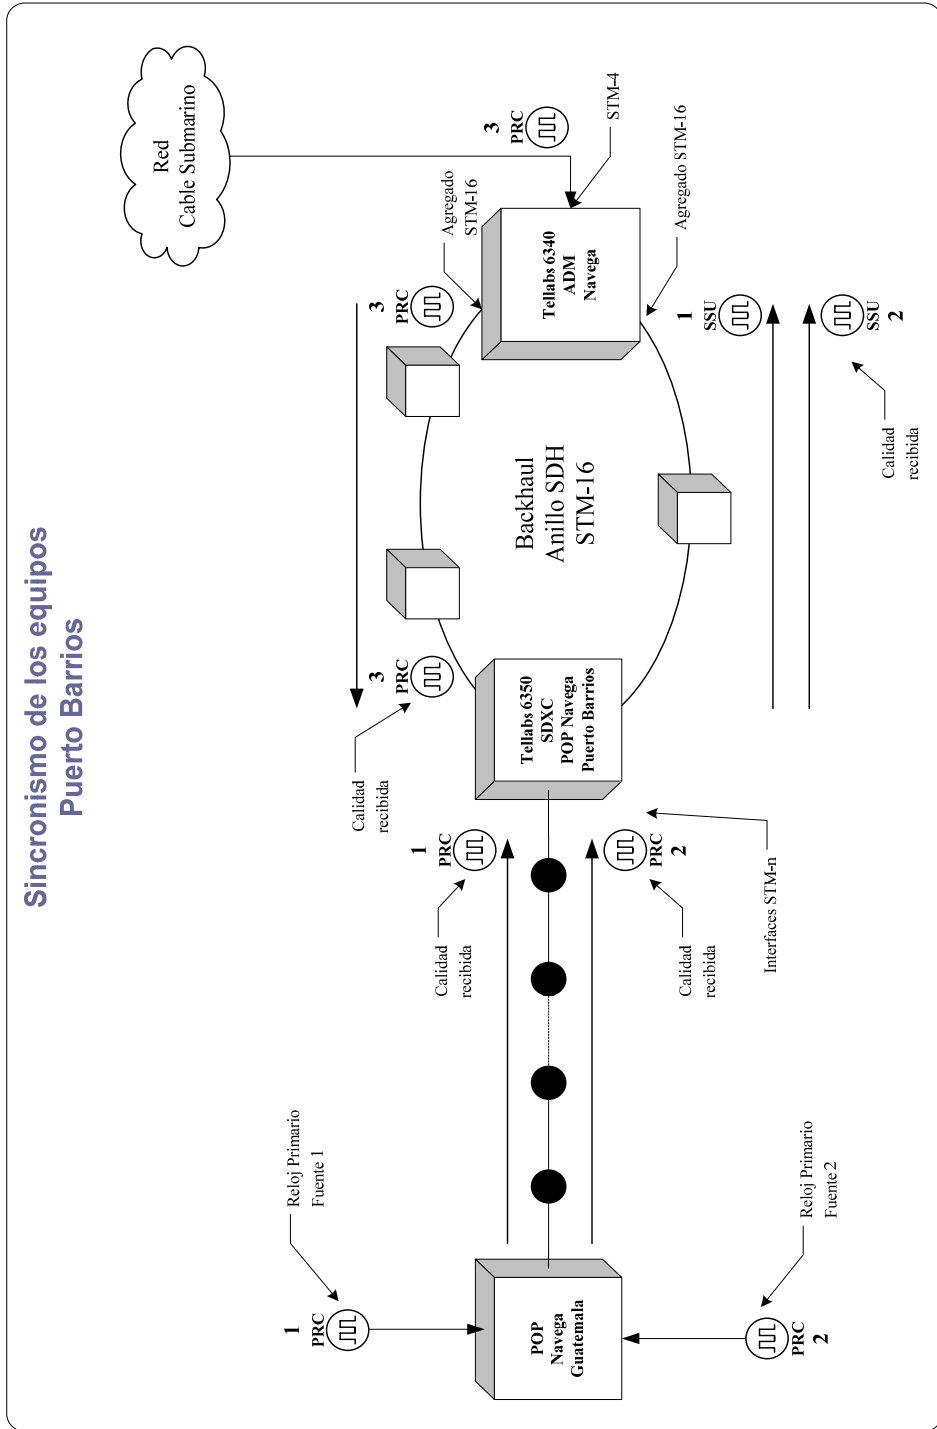 Sincronismo de los equipos
Puerto Barrios
1
PRC
Reloj Primario
Fuente 1
POP
Navega
Guatemala
PRC
2
Reloj Primario
Fuente 2
Calidad
recibida
1
PRC
Calidad
recibida
PRC
2
Interfaces STM-n
Calidad
recibida
3
PRC
Tellabs 6350
SDXC
POP Navega
Puerto Barrios
Backhaul
Anillo SDH
STM-16
3
PRC
Agregado
STM-16
Tellabs 6340
ADM
Navega
Red
Cable Submarino
3
PRC
STM-4
Agregado STM-16
1
SSU
SSU
2
Calidad
recibida